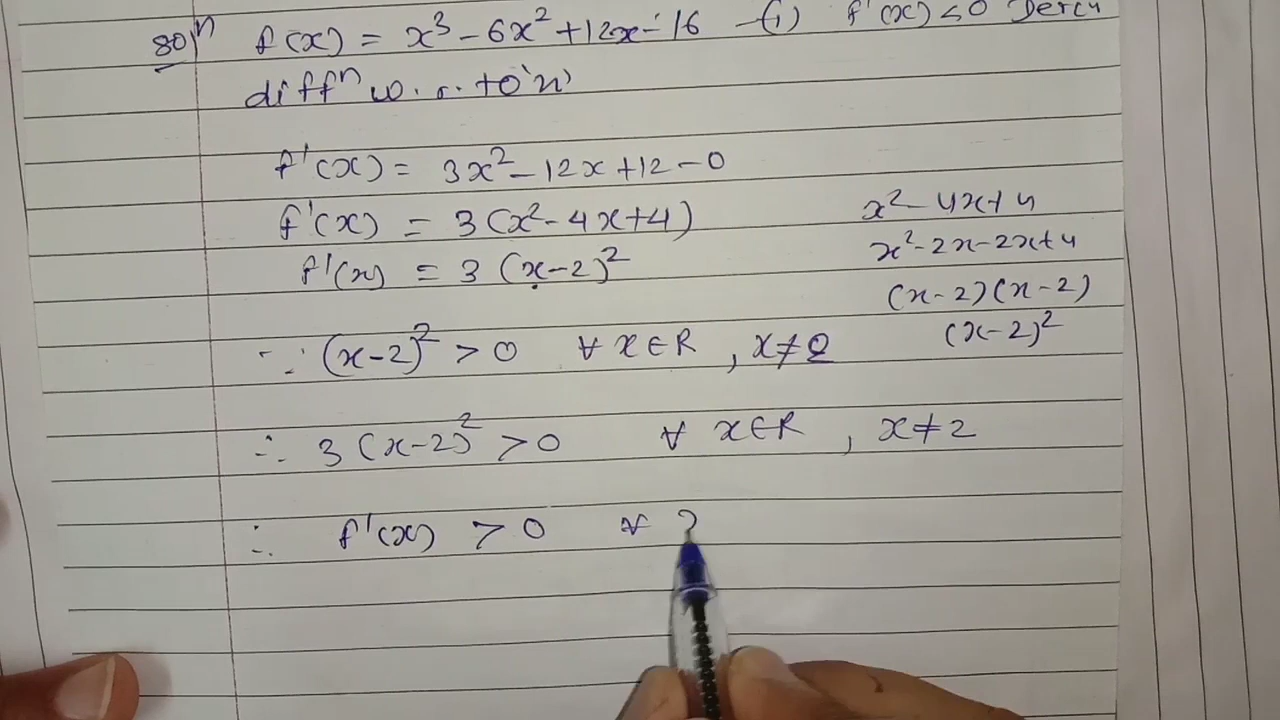 solⁿ f(x) = x³ - 6x² + 12x - 16 -(1) f'(x) < 0
diffⁿ w.r.to 'x'
f'(x) = 3x² - 12x + 12 - 0
f'(x) = 3(x² - 4x + 4)
f'(x) = 3(x-2)²
x² - 4x + 4
x² - 2x - 2x + 4
(x-2)(x-2)
(x-2)²
∵ (x-2)² > 0 ∀ x∈R , x≠2
∴ 3(x-2)² > 0 ∀ x∈R , x≠2
∴ f'(x) > 0 ∀